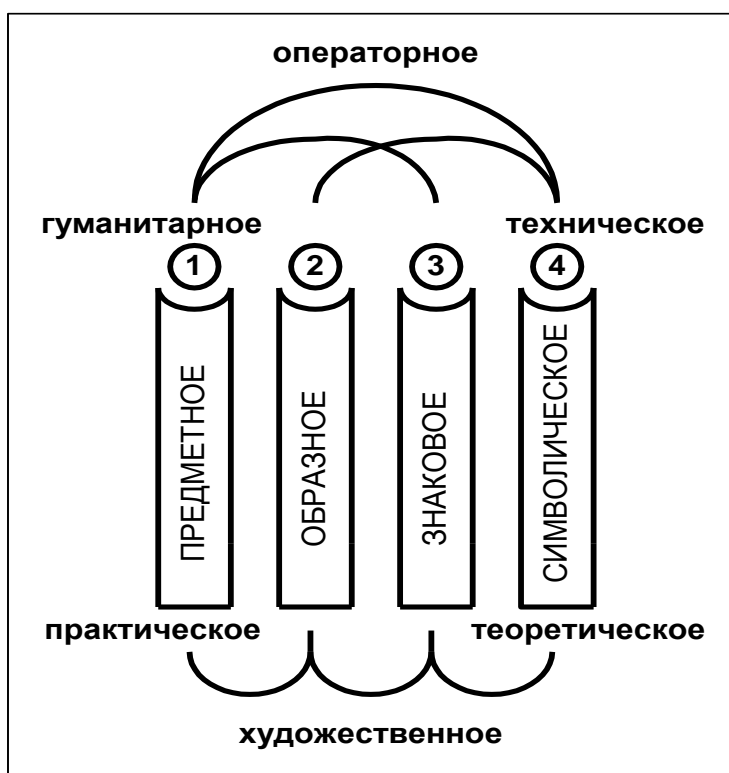 операторное
гуманитарное техническое
1 2 3 4
ПРЕДМЕТНОЕ
ОБРАЗНОЕ
ЗНАКОВОЕ
СИМВОЛИЧЕСКОЕ
практическое теоретическое
художественное